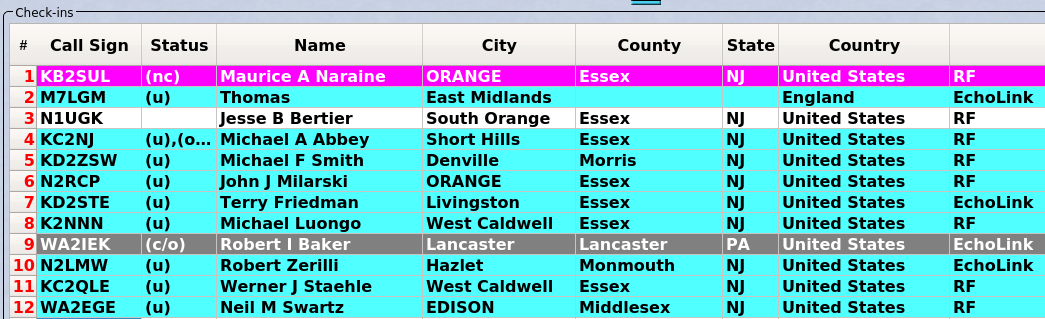 Check-ins
# Call Sign Status Name City County State Country
1 KB2SUL (nc) Maurice A Naraine ORANGE Essex NJ United States RF
2 M7LGM (u) Thomas East Midlands England EchoLink
3 N1UGK Jesse B Bertier South Orange Essex NJ United States RF
4 KC2NJ (u),(o... Michael A Abbey Short Hills Essex NJ United States RF
5 KD2ZSW (u) Michael F Smith Denville Morris NJ United States RF
6 N2RCP (u) John J Milarski ORANGE Essex NJ United States RF
7 KD2STE (u) Terry Friedman Livingston Essex NJ United States EchoLink
8 K2NNN (u) Michael Luongo West Caldwell Essex NJ United States RF
9 WA2IEK (c/o) Robert I Baker Lancaster Lancaster PA United States EchoLink
10 N2LMW (u) Robert Zerilli Hazlet Monmouth NJ United States EchoLink
11 KC2QLE (u) Werner J Staehle West Caldwell Essex NJ United States RF
12 WA2EGE (u) Neil M Swartz EDISON Middlesex NJ United States RF